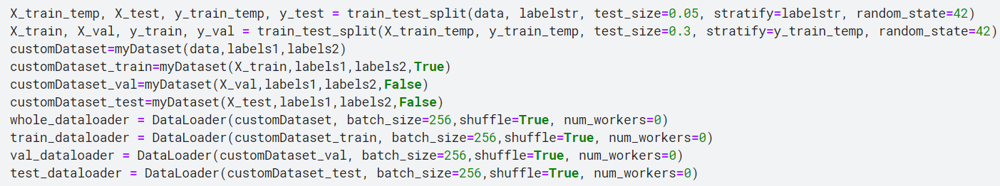 X_train_temp, X_test, y_train_temp, y_test = train_test_split(data, labelstr, test_size=0.05, stratify=labelstr, random_state=42)
X_train, X_val, y_train, y_val = train_test_split(X_train_temp, y_train_temp, test_size=0.3, stratify=y_train_temp, random_state=42)
customDataset=myDataset(data,labels1,labels2)
customDataset_train=myDataset(X_train,labels1,labels2,True)
customDataset_val=myDataset(X_val,labels1,labels2,False)
customDataset_test=myDataset(X_test,labels1,labels2,False)
whole_dataloader = DataLoader(customDataset, batch_size=256,shuffle=True, num_workers=0)
train_dataloader = DataLoader(customDataset_train, batch_size=256,shuffle=True, num_workers=0)
val_dataloader = DataLoader(customDataset_val, batch_size=256,shuffle=True, num_workers=0)
test_dataloader = DataLoader(customDataset_test, batch_size=256,shuffle=True, num_workers=0)